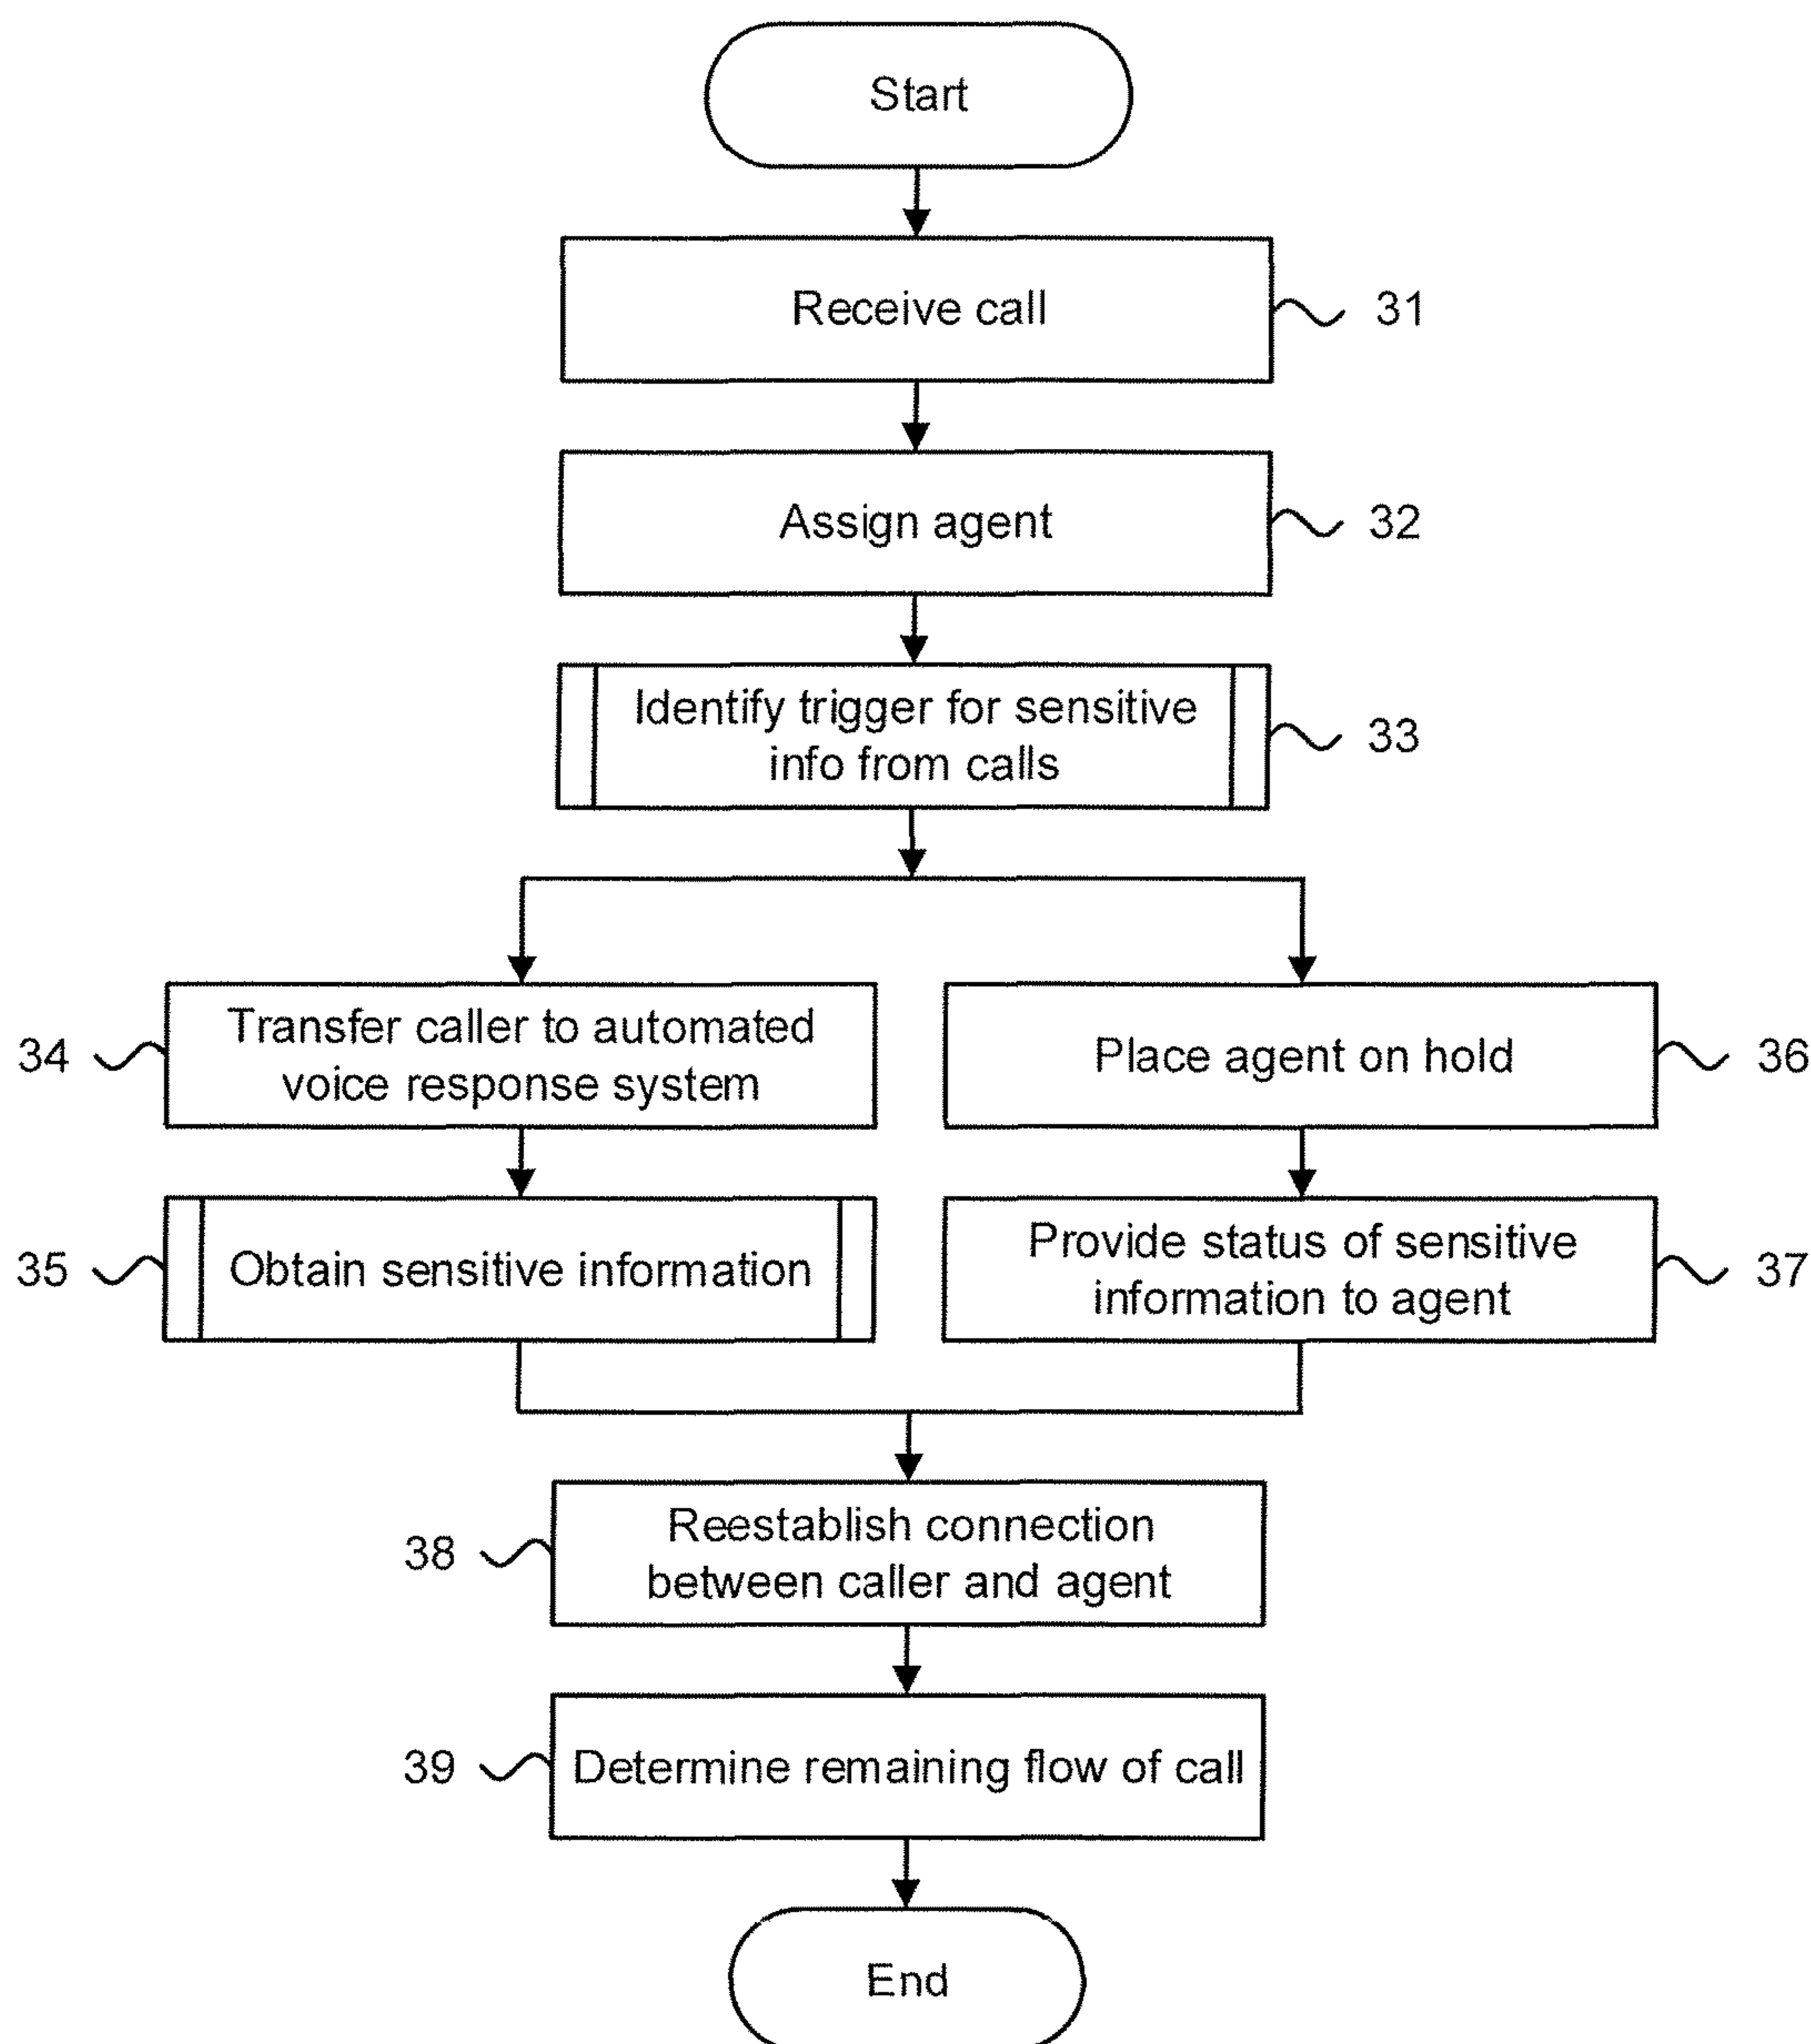 Start
Receive call
31
Assign agent
32
Identify trigger for sensitive
info from calls
33
34
Transfer caller to automated
voice response system
Place agent on hold
36
35
Obtain sensitive information
Provide status of sensitive
information to agent
37
38
Reestablish connection
between caller and agent
39
Determine remaining flow of call
End